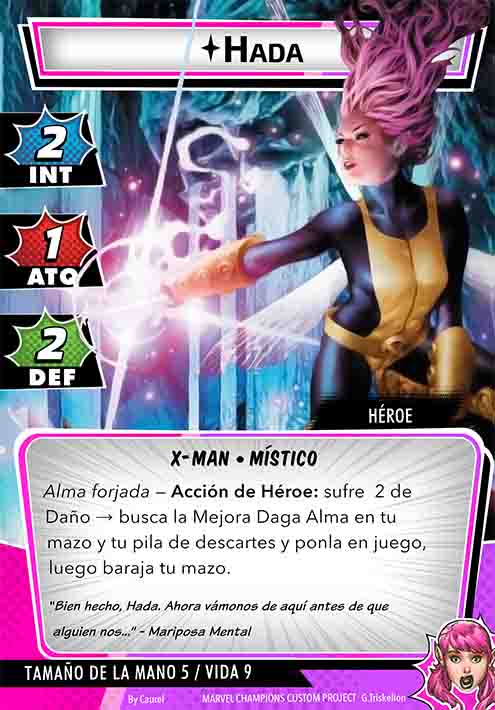 HADA
2
INT
1
ATQ
2
DEF
HÉROE
X-MAN • MÍSTICO
Alma forjada – Acción de Héroe: sufre 2 de
Daño → busca la Mejora Daga Alma en tu
mazo y tu pila de descartes y ponla en juego,
luego baraja tu mazo.
"Bien hecho, Hada. Ahora vámonos de aquí antes de que
alguien nos..." - Mariposa Mental
TAMAÑO DE LA MANO 5 / VIDA 9
By Caurel MARVEL CHAMPIONS CUSTOM PROJECT G.Triskelion